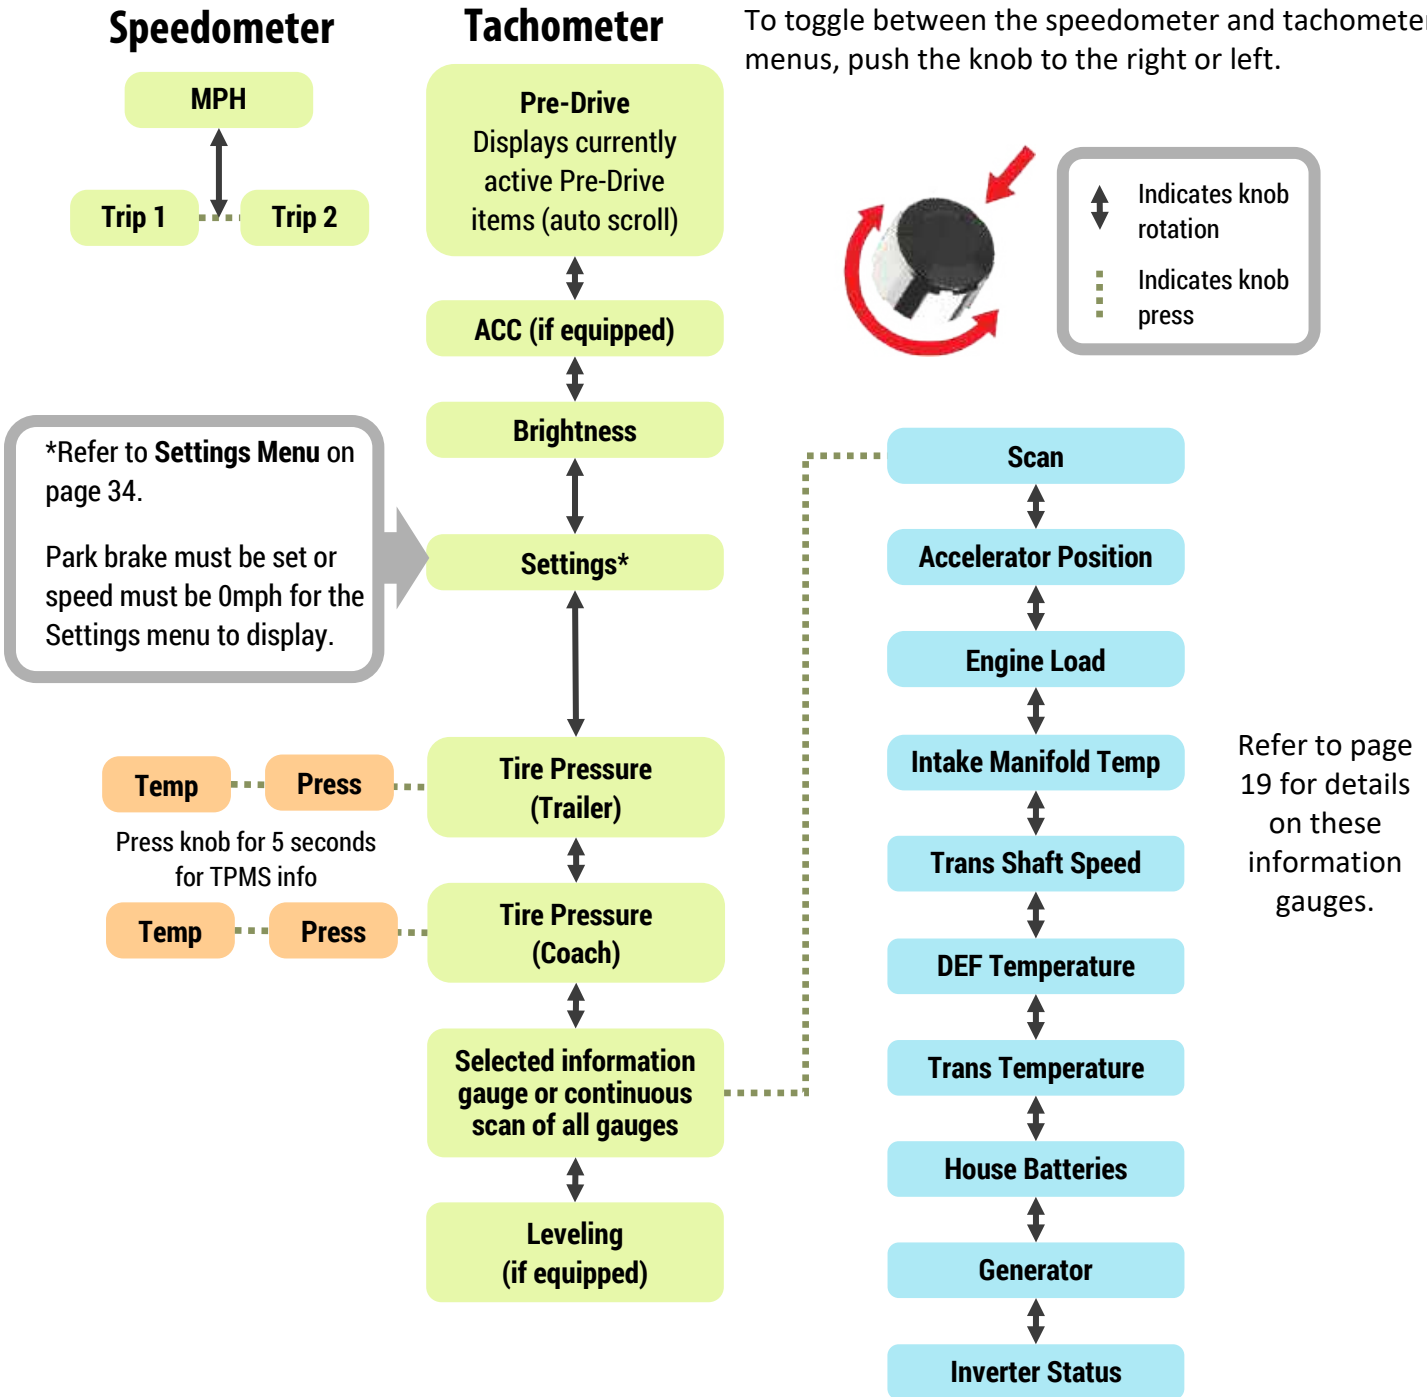 Speedometer
MPH
Trip 1
Trip 2
Tachometer
Pre-Drive
Displays currently
active Pre-Drive
items (auto scroll)
ACC (if equipped)
Brightness
Settings*
Tire Pressure
(Trailer)
Tire Pressure
(Coach)
Selected information
gauge or continuous
scan of all gauges
Leveling
(if equipped)
To toggle between the speedometer and tachometer
menus, push the knob to the right or left.
Indicates knob
rotation
Indicates knob
press
*Refer to Settings Menu on
page 34.
Park brake must be set or
speed must be 0mph for the
Settings menu to display.
Temp
Press
Press knob for 5 seconds
for TPMS info
Temp
Press
Scan
Accelerator Position
Engine Load
Intake Manifold Temp
Trans Shaft Speed
DEF Temperature
Trans Temperature
House Batteries
Generator
Inverter Status
Refer to page
19 for details
on these
information
gauges.